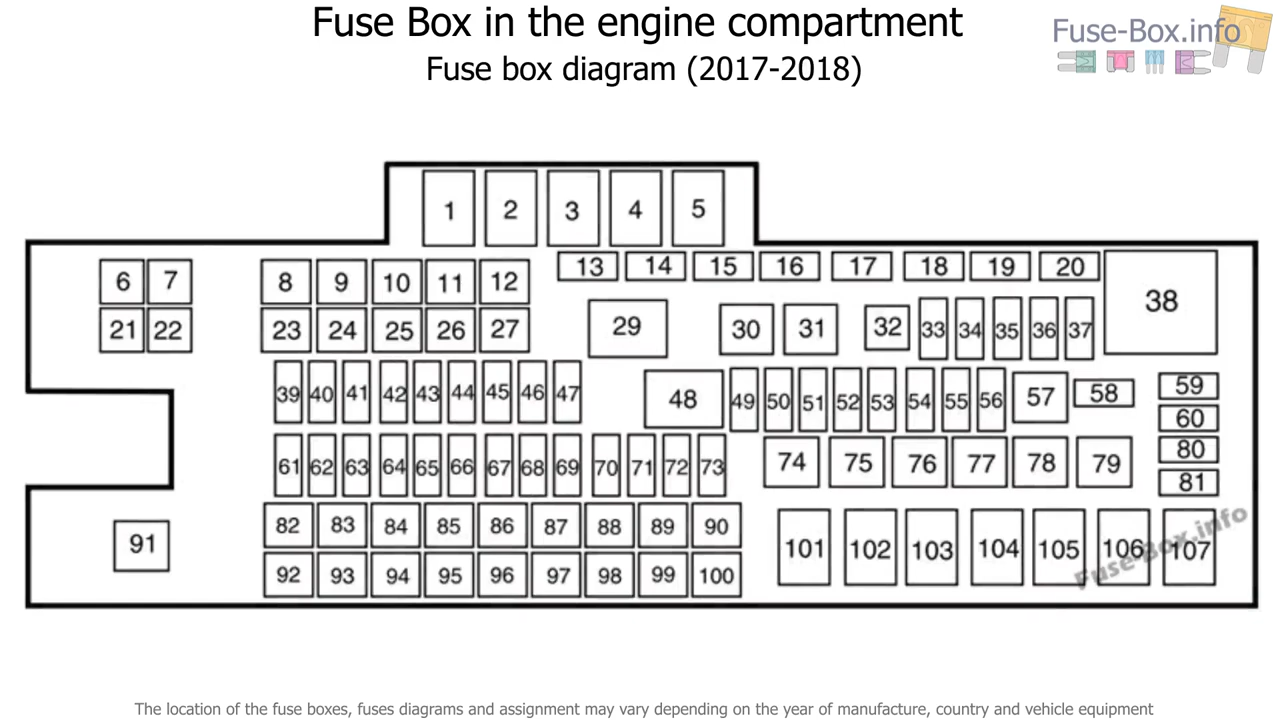 Fuse Box in the engine compartment
Fuse-Box.info
Fuse box diagram (2017-2018)
1 2 3 4 5
6 7 8 9 10 11 12 13 14 15 16 17 18 19 20
21 22 23 24 25 26 27 29 30 31 32 33 34 35 36 37 38
39 40 41 42 43 44 45 46 47 48 49 50 51 52 53 54 55 56 57 58 59
60
61 62 63 64 65 66 67 68 69 70 71 72 73 74 75 76 77 78 79 80
81
82 83 84 85 86 87 88 89 90
91
92 93 94 95 96 97 98 99 100 101 102 103 104 105 106 107
Fuse-Box.info
The location of the fuse boxes, fuses diagrams and assignment may vary depending on the year of manufacture, country and vehicle equipment